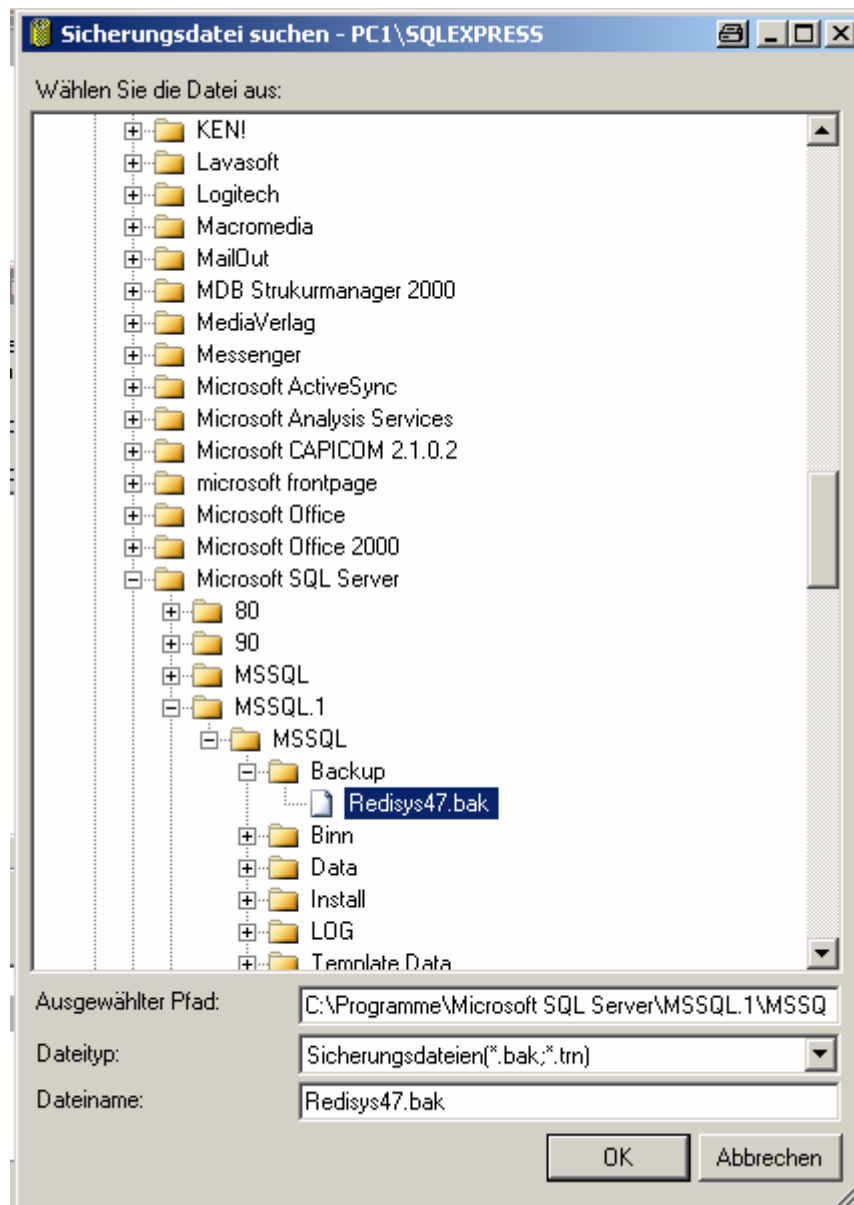 Sicherungsdatei suchen - PC1\SQLEXPRESS
Wählen Sie die Datei aus:
KEN!
Lavasoft
Logitech
Macromedia
MailOut
MDB Strukurmanager 2000
MediaVerlag
Messenger
Microsoft ActiveSync
Microsoft Analysis Services
Microsoft CAPICOM 2.1.0.2
microsoft frontpage
Microsoft Office
Microsoft Office 2000
Microsoft SQL Server
80
90
MSSQL
MSSQL.1
MSSQL
Backup
Redisys47.bak
Binn
Data
Install
LOG
Template Data
Ausgewählter Pfad: C:\Programme\Microsoft SQL Server\MSSQL.1\MSSQ
Dateityp: Sicherungsdateien(*.bak;*.trn)
Dateiname: Redisys47.bak
OK Abbrechen